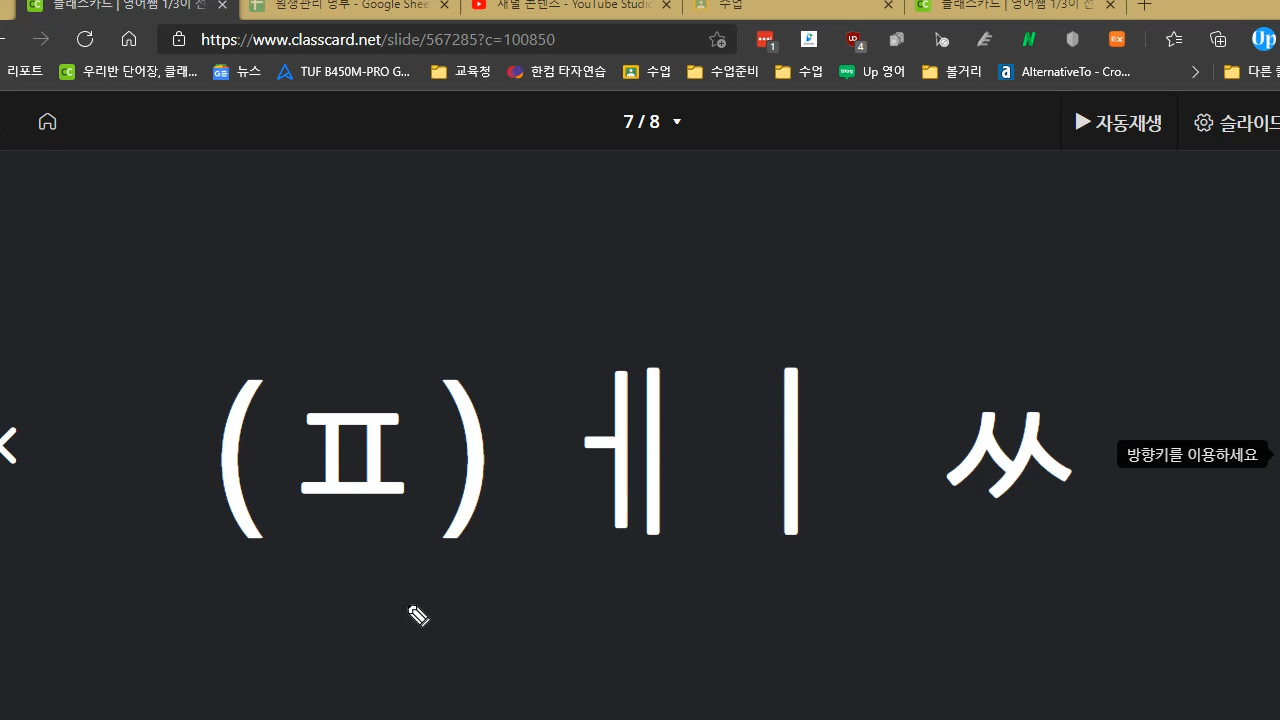 클래스카드 | 영어쌤 1/3이 선
원생관리 명부 - Google Shee
채널 콘텐츠 - YouTube Studio
수업
클래스카드 | 영어쌤 1/3이 선
https://www.classcard.net/slide/567285?c=100850
1 4 Up
리포트 우리반 단어장, 클래... 뉴스 TUF B450M-PRO G... 교육청 한컴 타자연습 수업 수업준비 수업 Up 영어 볼거리 AlternativeTo - Cro... 다른 즐
7 / 8 자동재생 슬라이드
(ㅍ) ㅔ ㅣ ㅆ
방향키를 이용하세요